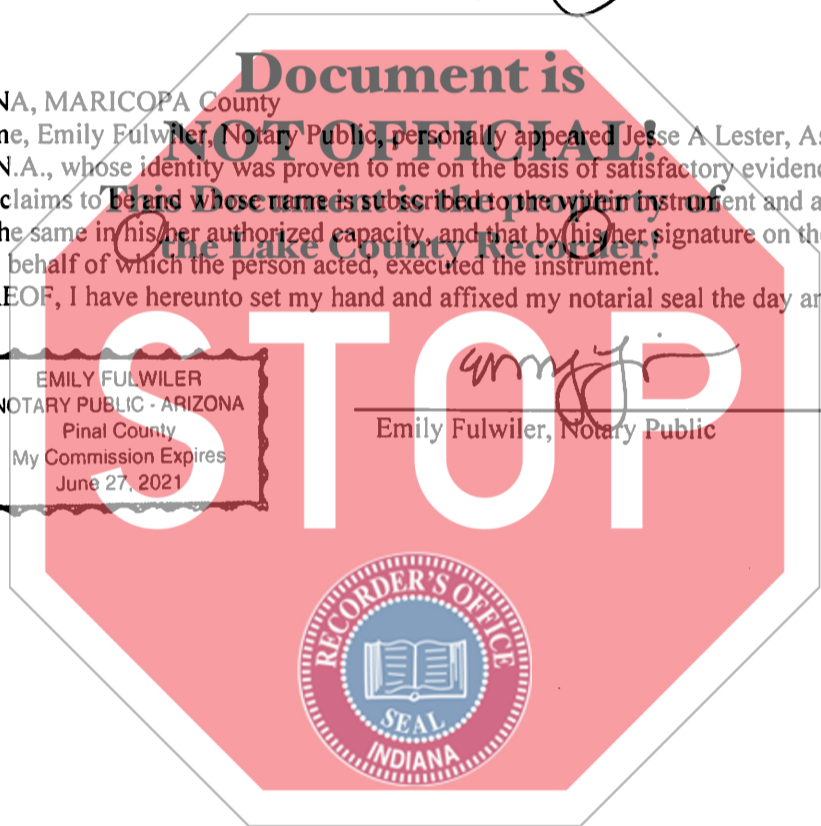 Document is
NA, MARICOPA County
ne, Emily Fulwiler, Notary Public, personally appeared Jesse A Lester, As
NOT OFFICIAL!
N.A., whose identity was proven to me on the basis of satisfactory evidenc
claims to be and whose name is subscribed to the within instrument and a
This Document is the property of
he same in his/her authorized capacity, and that by his/her signature on th
the Lake County Recorder!
behalf of which the person acted, executed the instrument.
EOF, I have hereunto set my hand and affixed my notarial seal the day an
STOP
EMILY FULWILER
NOTARY PUBLIC - ARIZONA
Pinal County
My Commission Expires
June 27, 2021
Emily Fulwiler, Notary Public
RECORDER'S OFFICE
SEAL
INDIANA